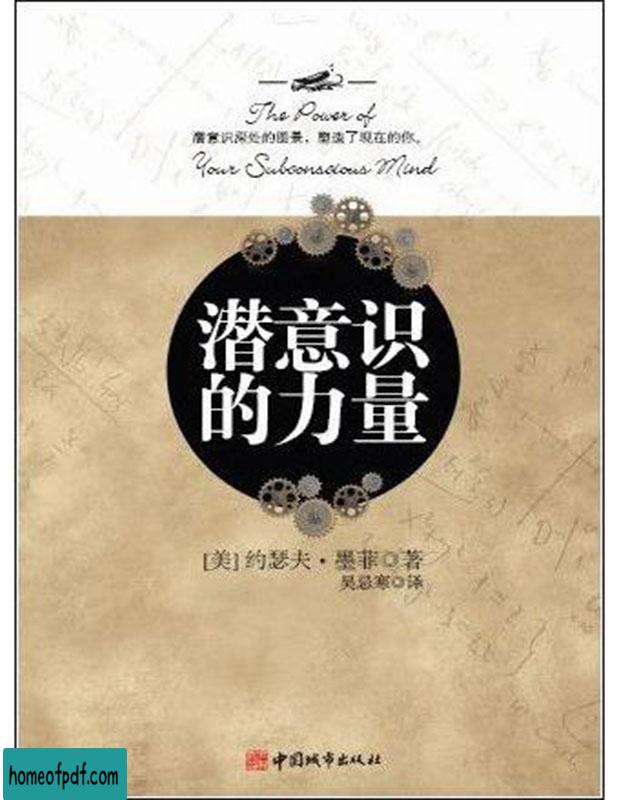 The Power of
潜意识深处的图景，塑造了现在的你。
Your Subconscious Mind
潜意识
的力量
[美]约瑟夫·墨菲◎著
吴忌寒◎译
中国城市出版社
homeofpdf.com